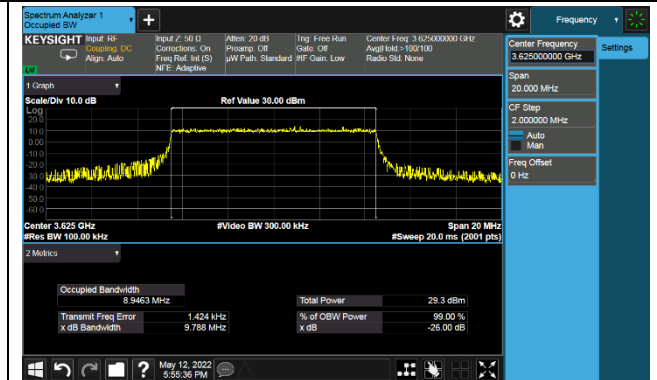 Spectrum Analyzer 1
Occupied BW
+
Frequency
KEYSIGHT Input: RF Input Z: 50 Ω Atten: 20 dB Trig: Free Run Center Freq: 3.625000000 GHz
Coupling: DC Corrections: On Preamp: Off Gate: Off Avg|Hold:>100/100
Align: Auto Freq Ref: Int (S) µW Path: Standard #IF Gain: Low Radio Std: None
NFE: Adaptive
Center Frequency
3.625000000 GHz
Settings
Span
20.000 MHz
CF Step
2.000000 MHz
Auto
Man
Freq Offset
0 Hz
1 Graph
Scale/Div 10.0 dB Ref Value 30.00 dBm
Log
20.0
10.0
0.00
-10.0
-20.0
-30.0
-40.0
-50.0
-60.0
Center 3.625 GHz #Video BW 300.00 kHz Span 20 MHz
#Res BW 100.00 kHz #Sweep 20.0 ms (2001 pts)
2 Metrics
Occupied Bandwidth
8.9463 MHz Total Power 29.3 dBm
Transmit Freq Error 1.424 kHz % of OBW Power 99.00 %
x dB Bandwidth 9.788 MHz x dB -26.00 dB
? May 12, 2022
5:55:36 PM